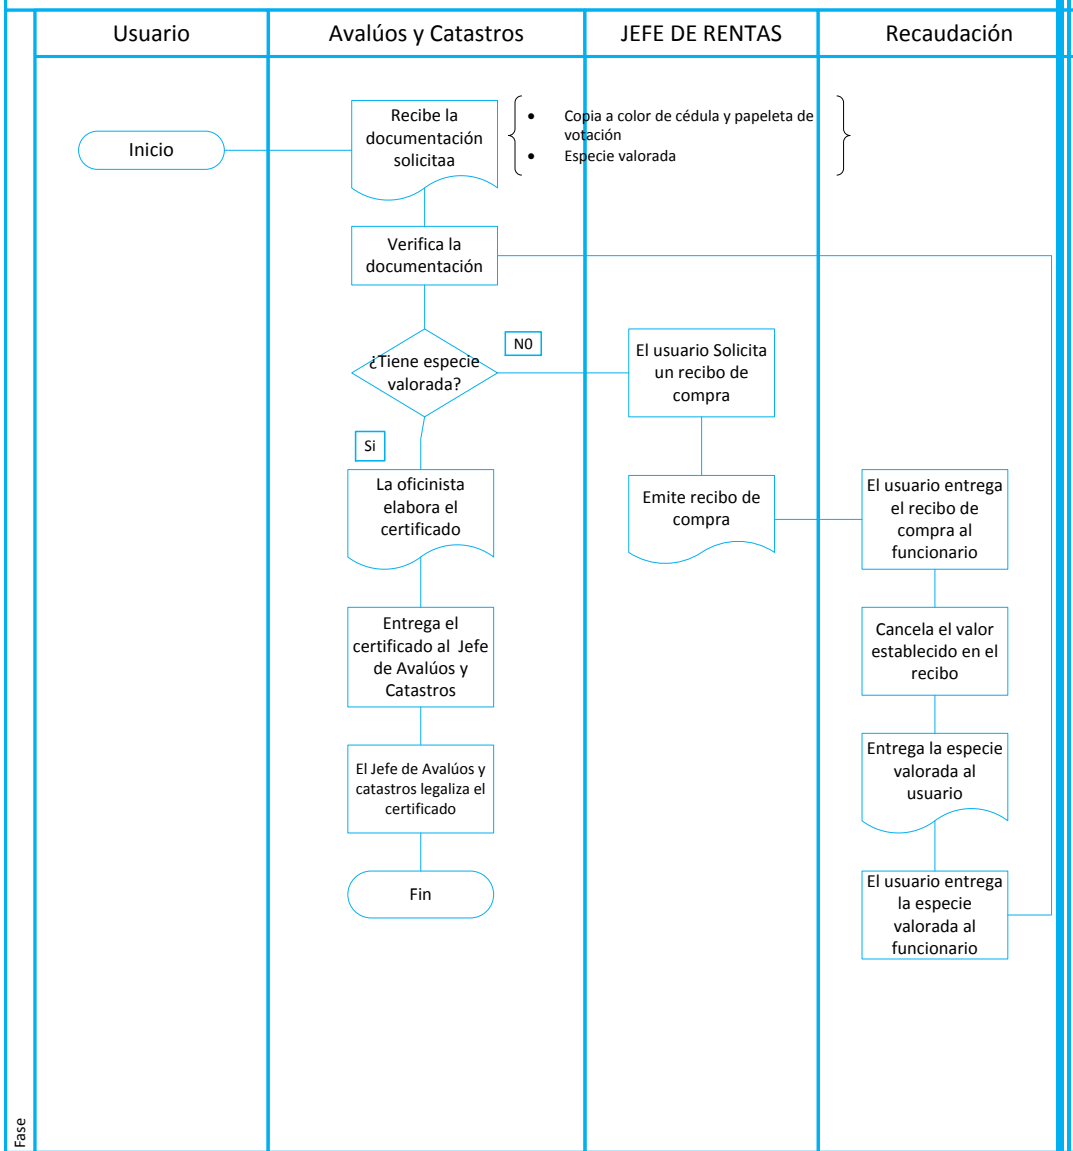 Usuario
Avalúos y Catastros
JEFE DE RENTAS
Recaudación
Inicio
Recibe la
documentación
solicitaa
• Copia a color de cédula y papeleta de
votación
• Especie valorada
Verifica la
documentación
¿Tiene especie
valorada?
N0
El usuario Solicita
un recibo de
compra
Si
La oficinista
elabora el
certificado
Emite recibo de
compra
El usuario entrega
el recibo de
compra al
funcionario
Entrega el
certificado al Jefe
de Avalúos y
Catastros
Cancela el valor
establecido en el
recibo
El Jefe de Avalúos y
catastros legaliza el
certificado
Entrega la especie
valorada al
usuario
Fin
El usuario entrega
la especie
valorada al
funcionario
Fase